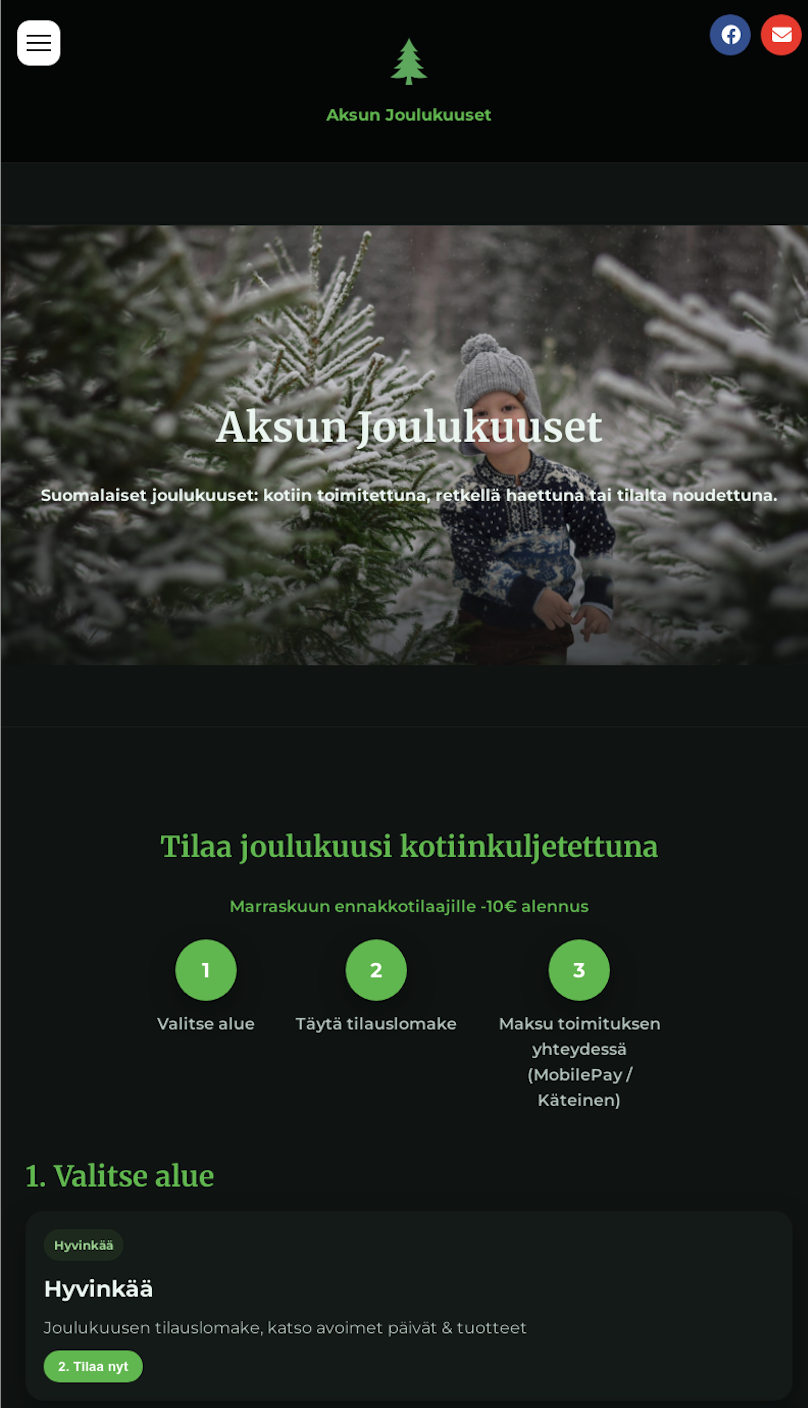 Aksun Joulukuuset
Aksun Joulukuuset
Suomalaiset joulukuuset: kotiin toimitettuna, retkellä haettuna tai tilalta noudettuna.
Tilaa joulukuusi kotiinkuljetettuna
Marraskuun ennakkotilaajille -10€ alennus
1
Valitse alue
2
Täytä tilauslomake
3
Maksu toimituksen
yhteydessä
(MobilePay /
Käteinen)
1. Valitse alue
Hyvinkää
Hyvinkää
Joulukuusen tilauslomake, katso avoimet päivät & tuotteet
2. Tilaa nyt